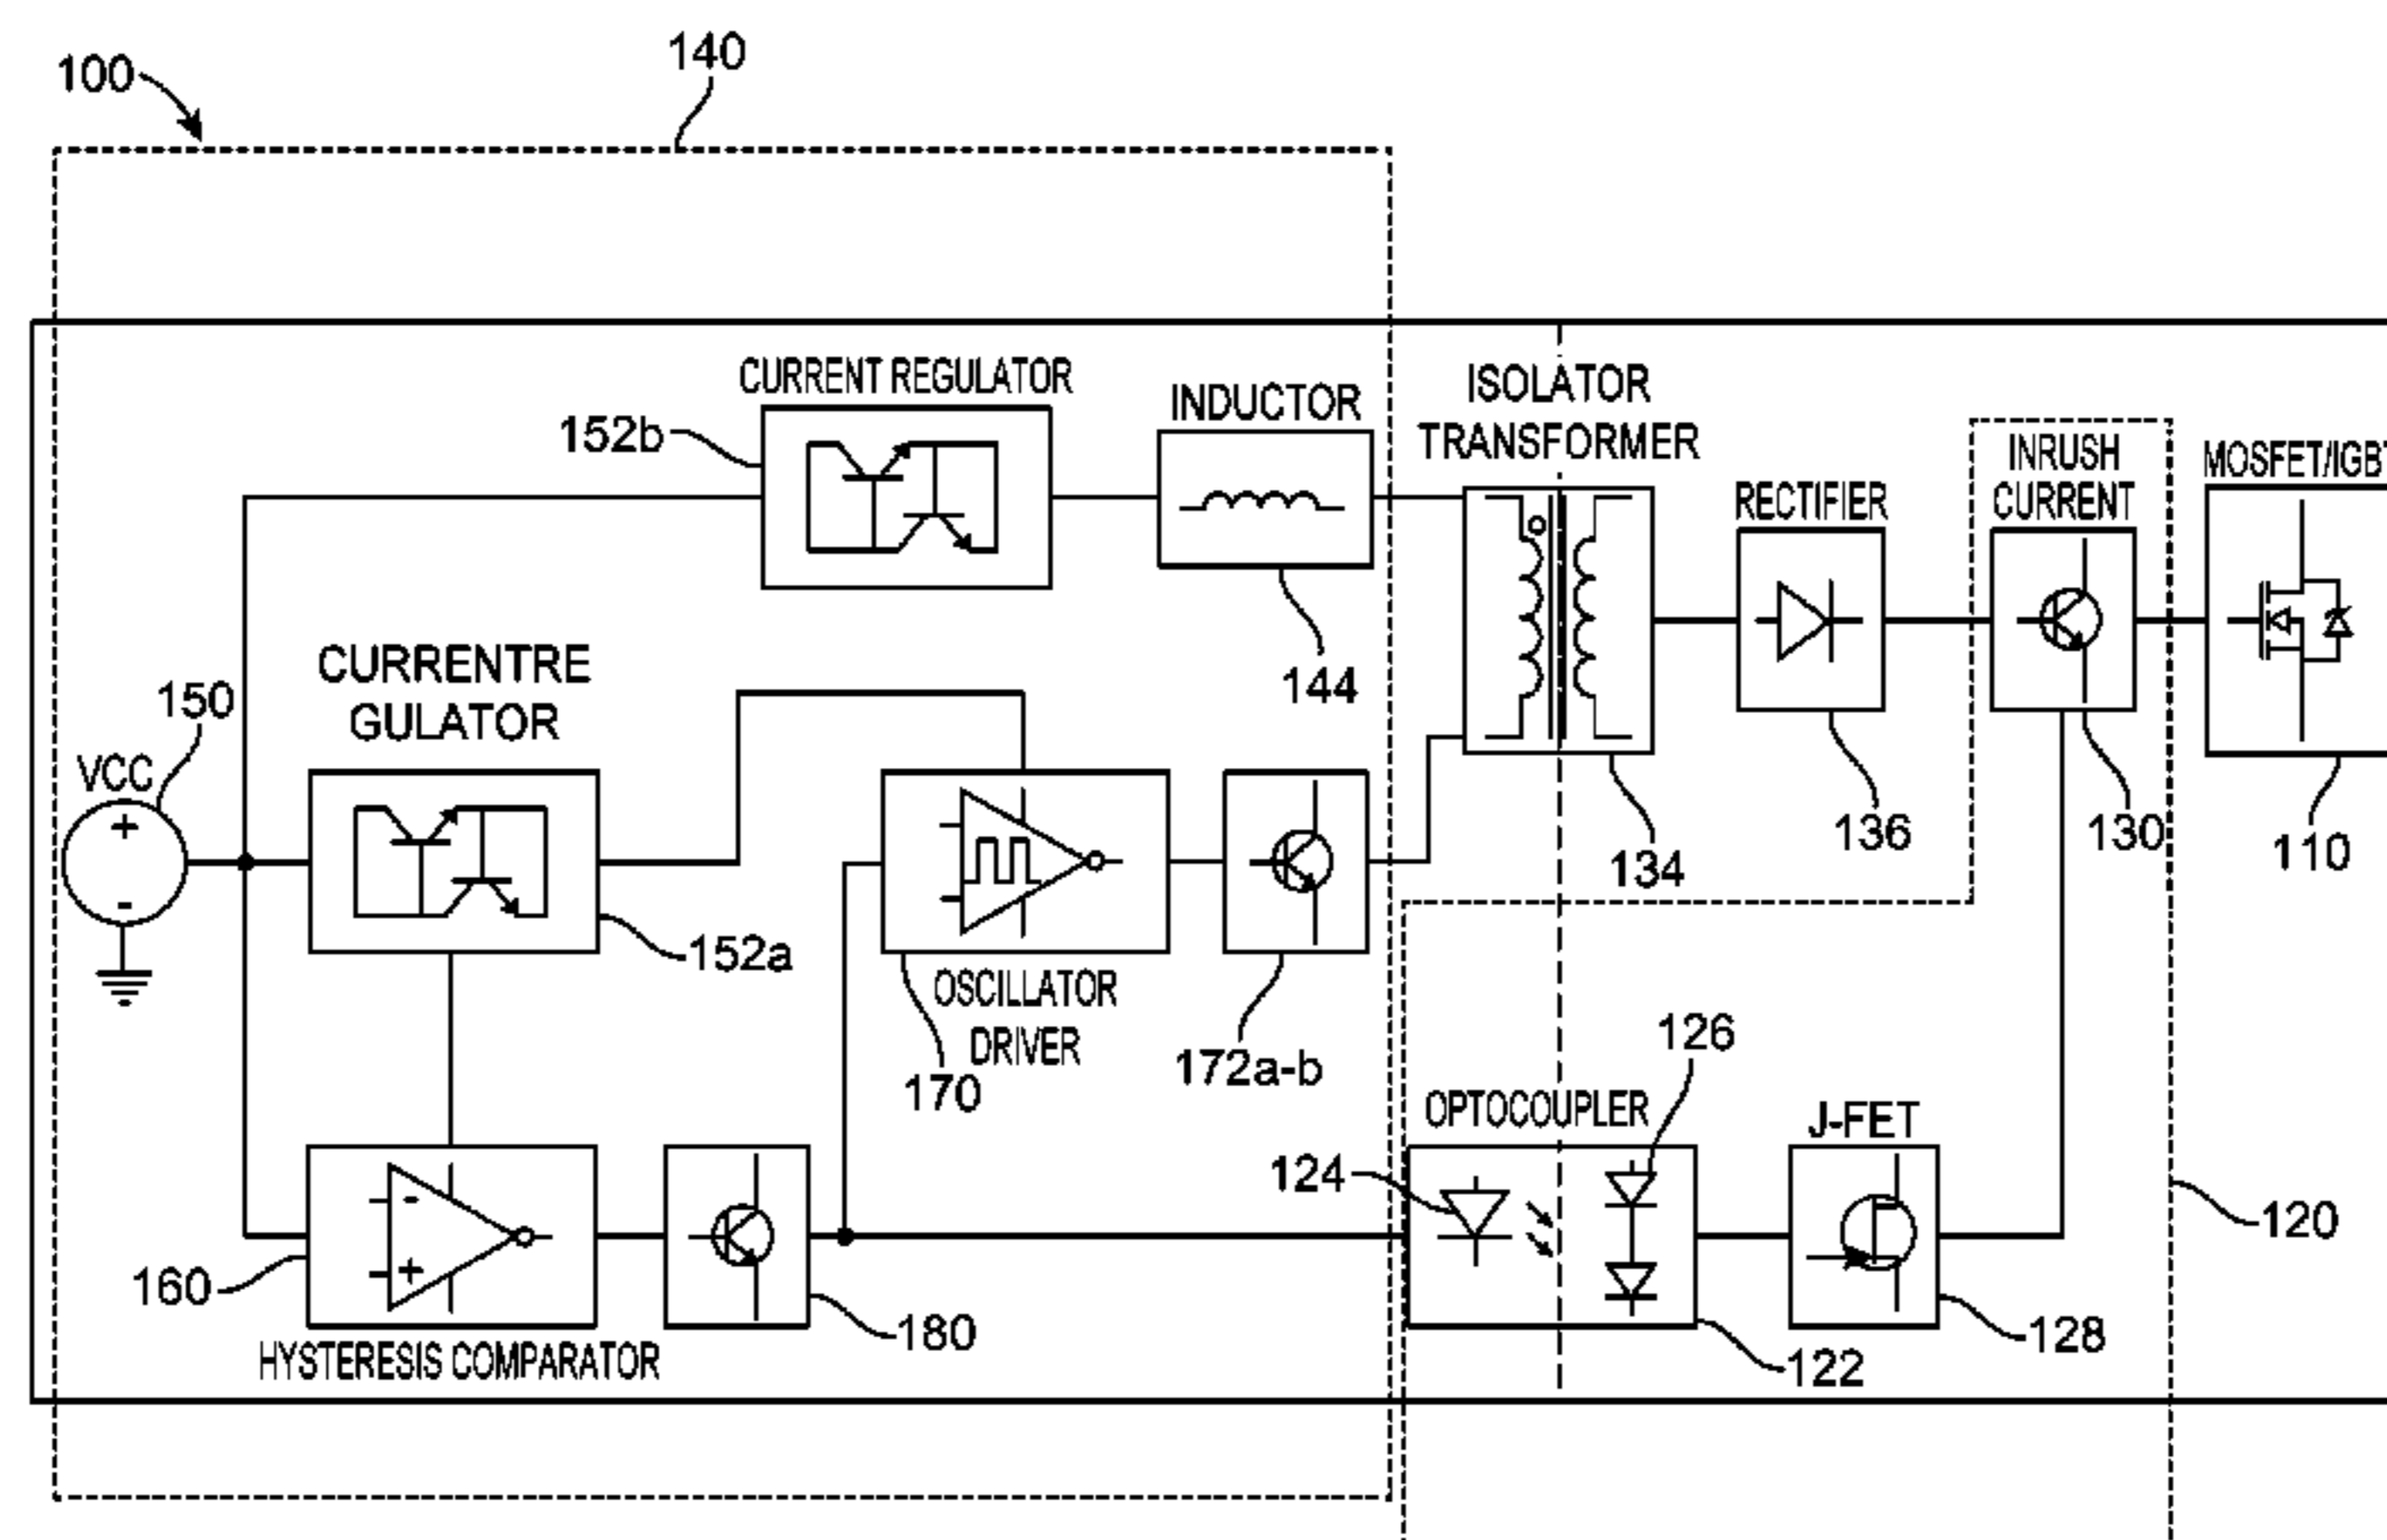 140
100
CURRENT REGULATOR
152b
INDUCTOR
144
ISOLATOR
TRANSFORMER
134
RECTIFIER
136
INRUSH
CURRENT
130
MOSFET/IGBT
110
150
VCC
+
-
CURRENTRE
GULATOR
152a
OSCILLATOR
DRIVER
170
172a-b
126
OPTOCOUPLER
124
122
J-FET
128
120
160
-
+
HYSTERESIS COMPARATOR
180